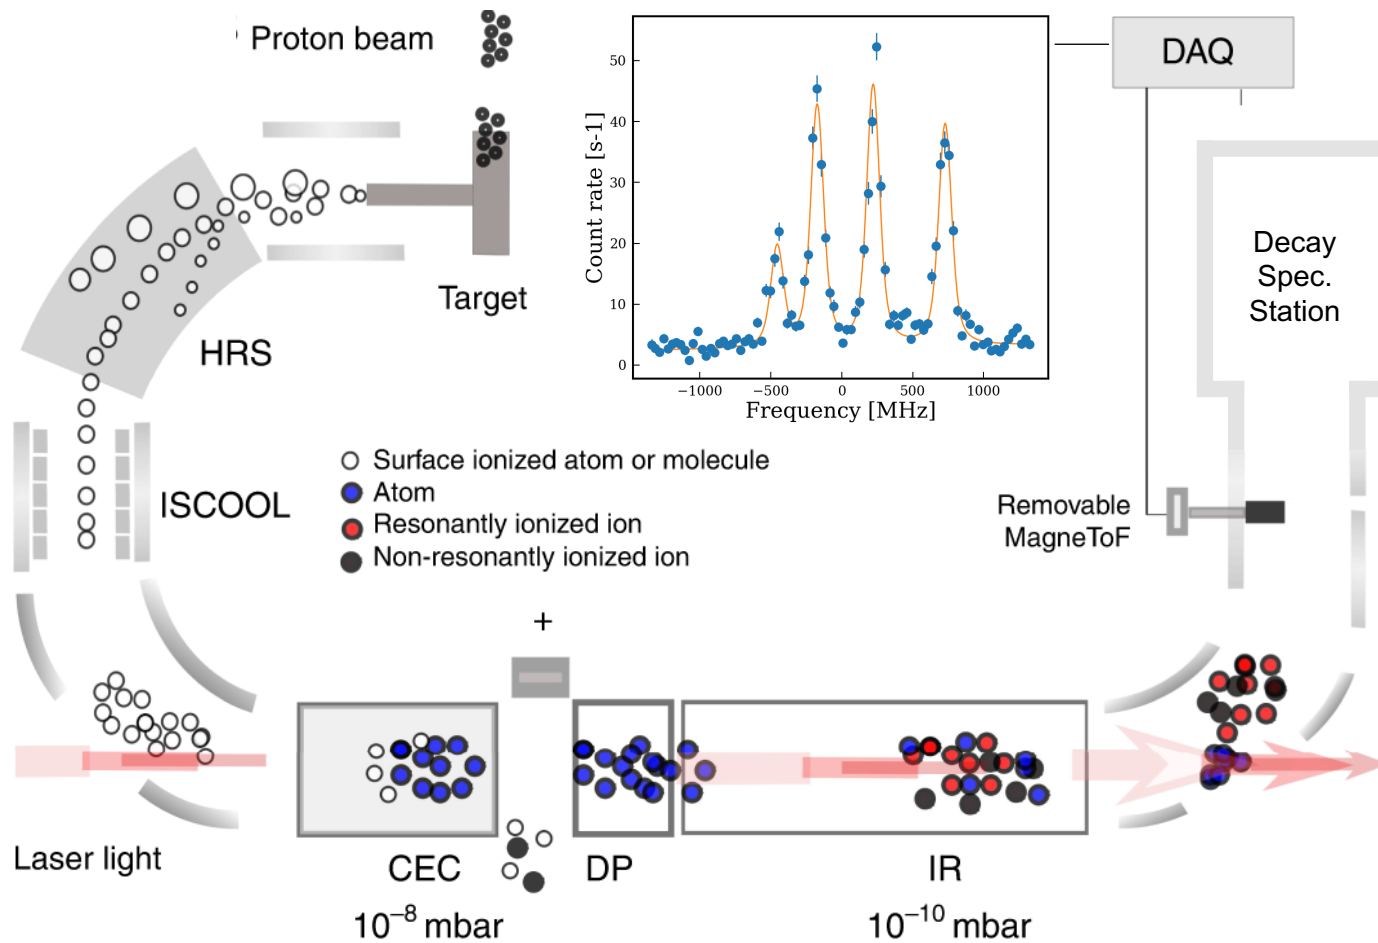 Proton beam
DAQ
50
40
30
20
10
0
Count rate [s-1]
−1000
−500
0
500
1000
Frequency [MHz]
Target
HRS
Decay
Spec.
Station
Surface ionized atom or molecule
Atom
Resonantly ionized ion
Non-resonantly ionized ion
ISCOOL
Removable
MagneToF
+
Laser light
CEC
DP
IR
10⁻⁸ mbar
10⁻¹⁰ mbar